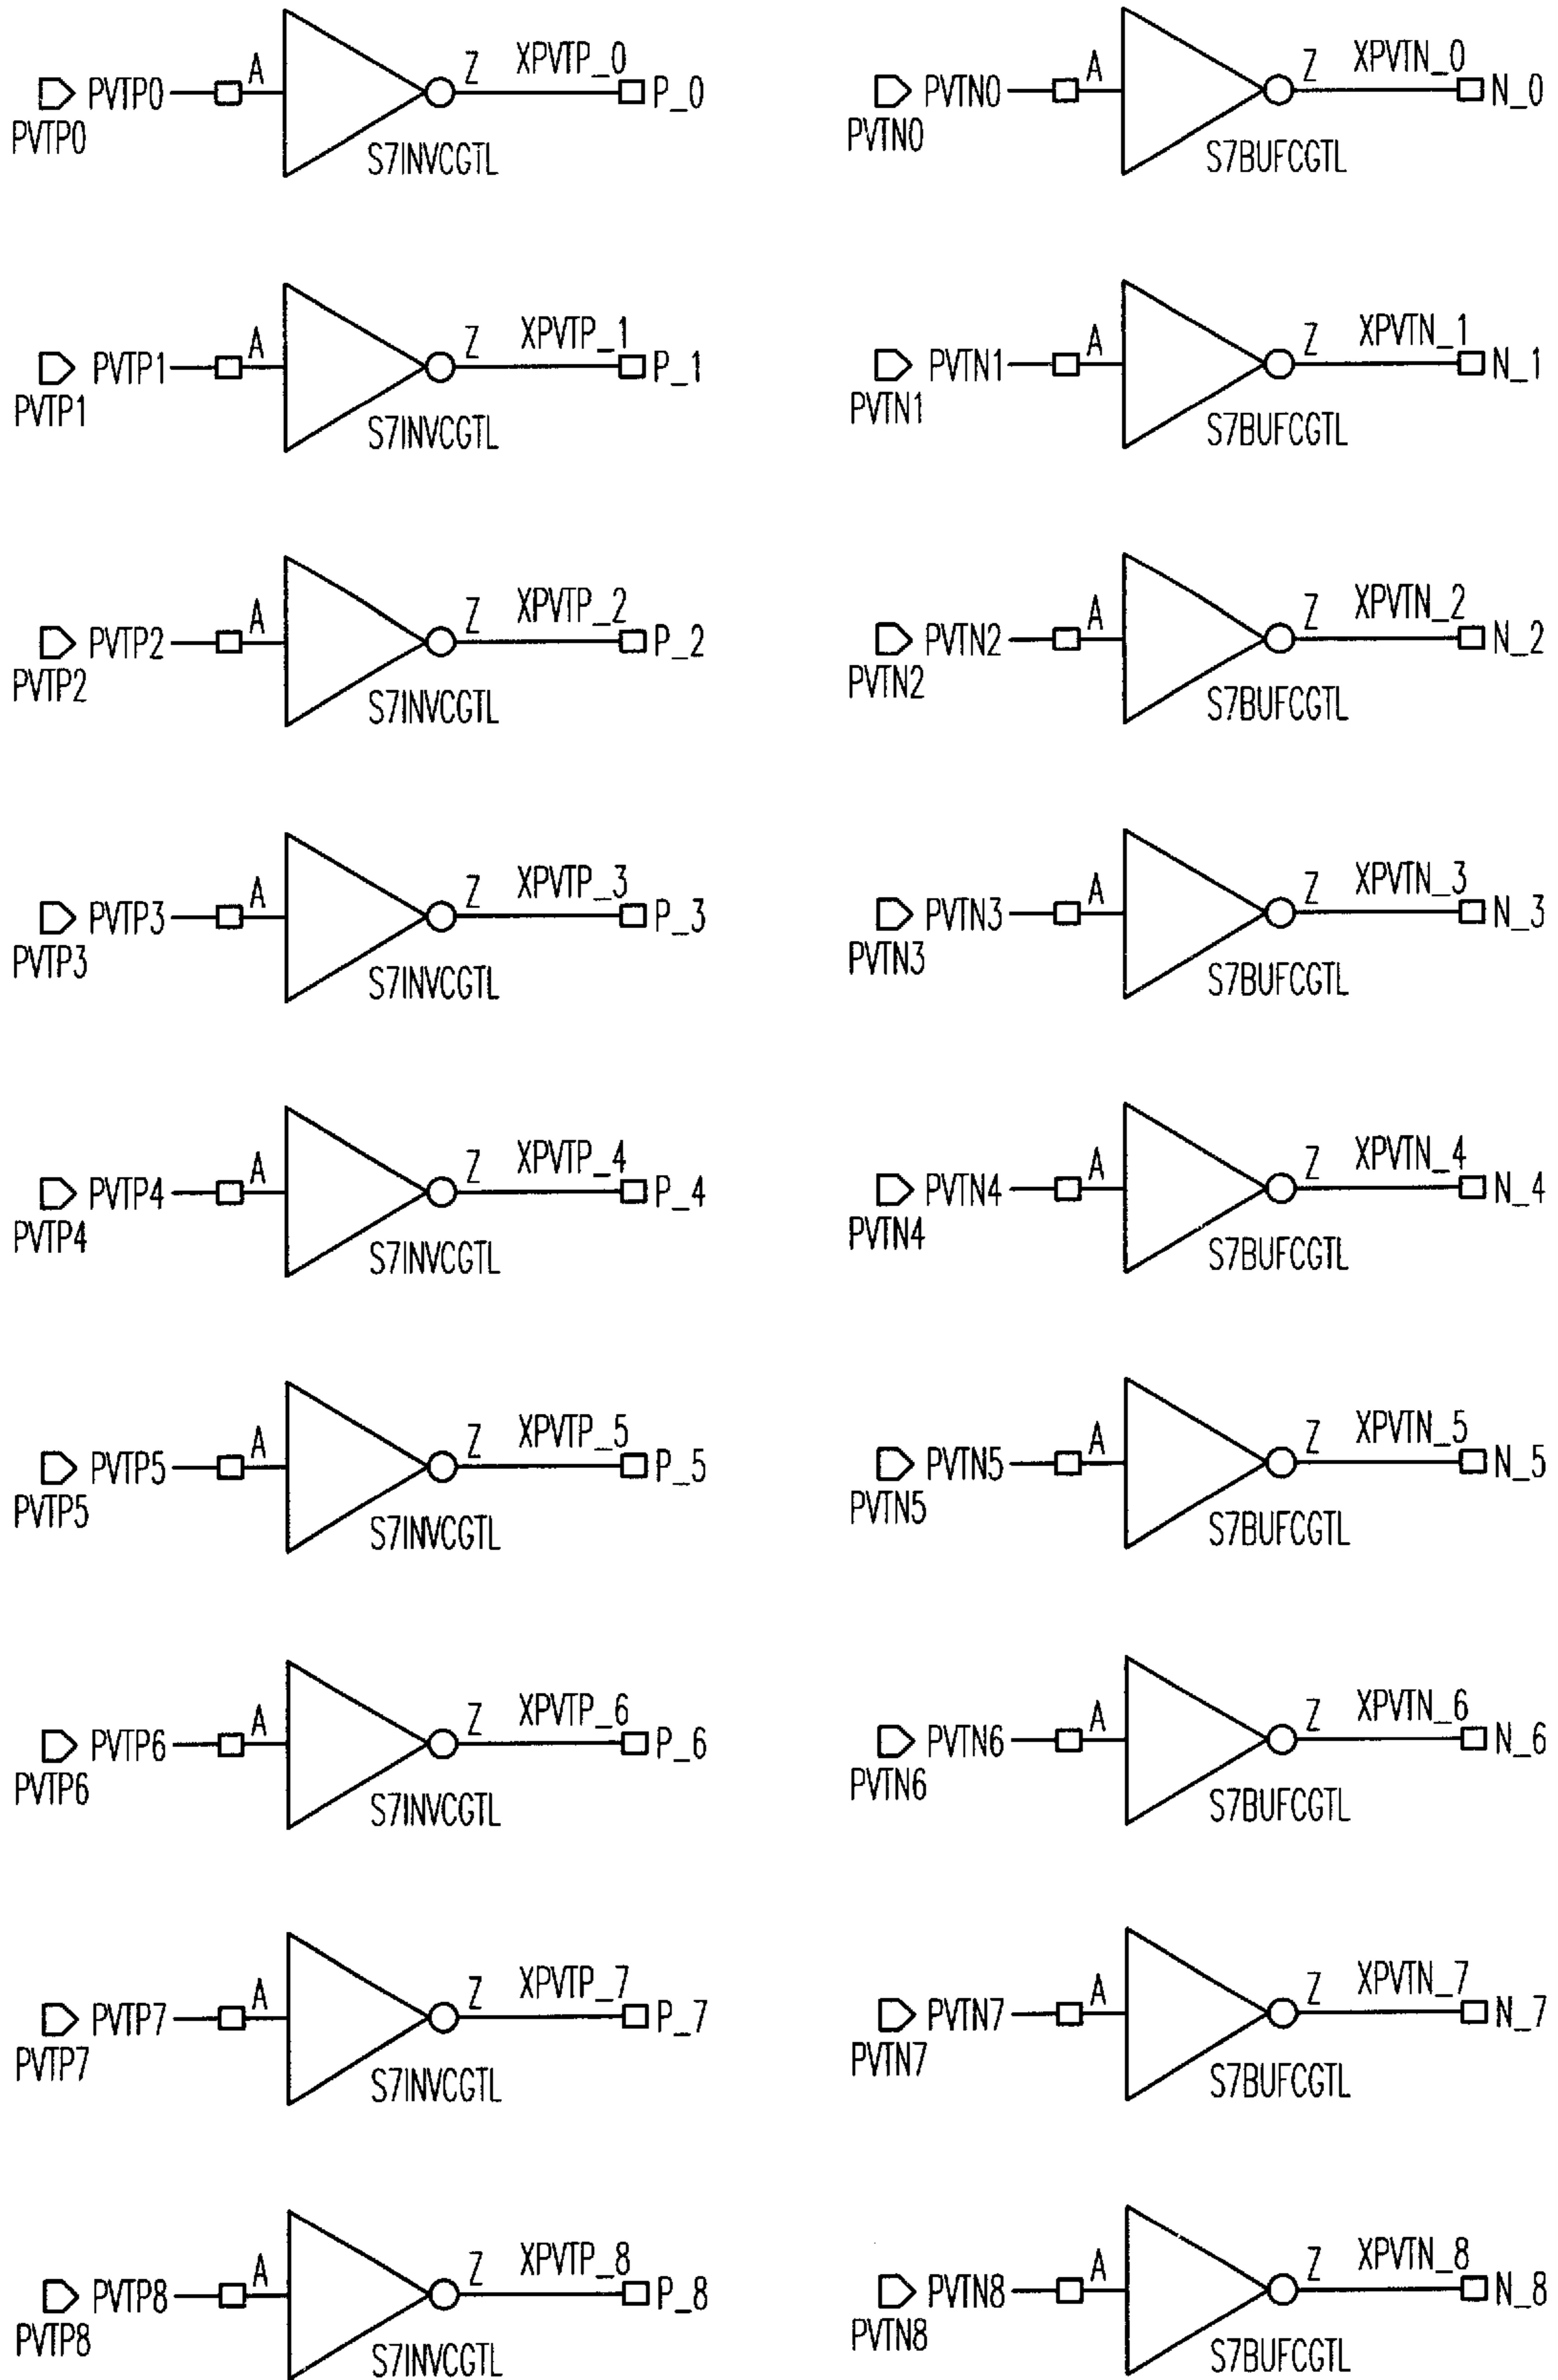 A Z XPVTP_0
PVTP0 P_0
PVTP0
S7INVCGTL
A Z XPVTN_0
PVTN0 N_0
PVTN0
S7BUFCGTL
A Z XPVTP_1
PVTP1 P_1
PVTP1
S7INVCGTL
A Z XPVTN_1
PVTN1 N_1
PVTN1
S7BUFCGTL
A Z XPVTP_2
PVTP2 P_2
PVTP2
S7INVCGTL
A Z XPVTN_2
PVTN2 N_2
PVTN2
S7BUFCGTL
A Z XPVTP_3
PVTP3 P_3
PVTP3
S7INVCGTL
A Z XPVTN_3
PVTN3 N_3
PVTN3
S7BUFCGTL
A Z XPVTP_4
PVTP4 P_4
PVTP4
S7INVCGTL
A Z XPVTN_4
PVTN4 N_4
PVTN4
S7BUFCGTL
A Z XPVTP_5
PVTP5 P_5
PVTP5
S7INVCGTL
A Z XPVTN_5
PVTN5 N_5
PVTN5
S7BUFCGTL
A Z XPVTP_6
PVTP6 P_6
PVTP6
S7INVCGTL
A Z XPVTN_6
PVTN6 N_6
PVTN6
S7BUFCGTL
A Z XPVTP_7
PVTP7 P_7
PVTP7
S7INVCGTL
A Z XPVTN_7
PVTN7 N_7
PVTN7
S7BUFCGTL
A Z XPVTP_8
PVTP8 P_8
PVTP8
S7INVCGTL
A Z XPVTN_8
PVTN8 N_8
PVTN8
S7BUFCGTL